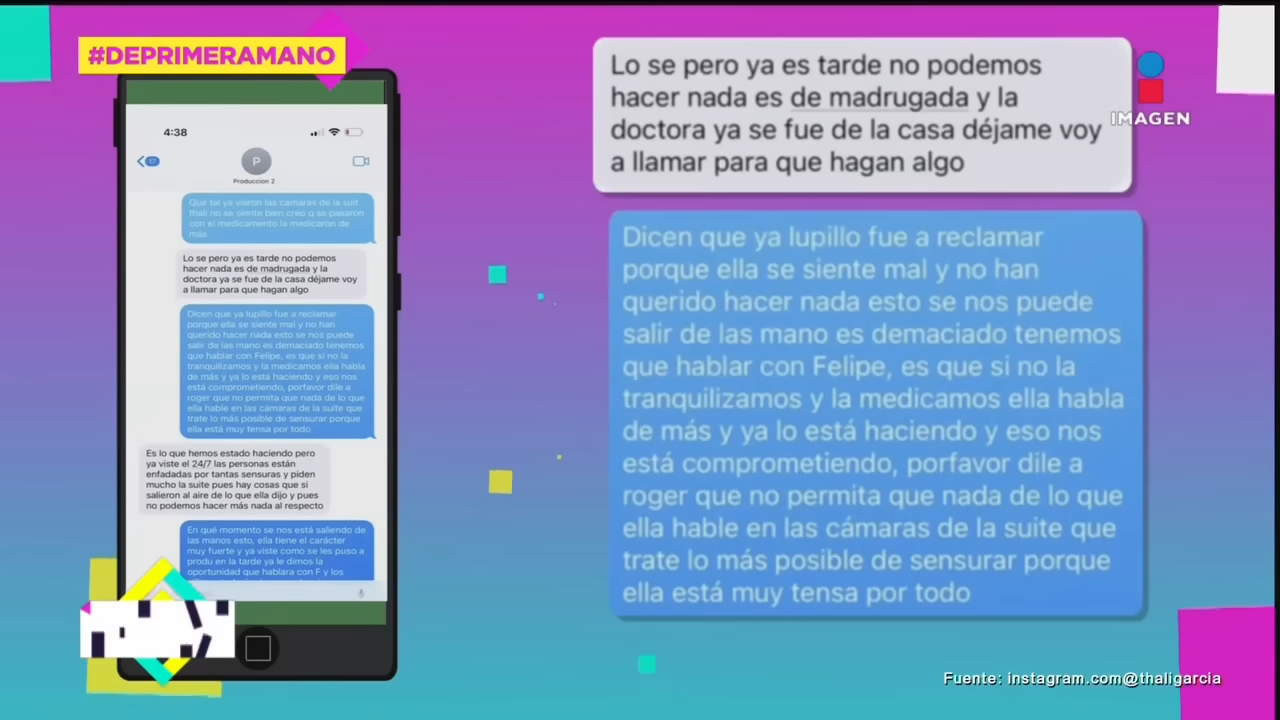 #DEPRIMERAMANO
4:38
17
P
Produccion 2
Que tal ya vieron las camaras de la suit
thali no se siente bien creo q se pasaron
con el medicamento la medicaron de
más
Lo se pero ya es tarde no podemos
hacer nada es de madrugada y la
doctora ya se fue de la casa déjame voy
a llamar para que hagan algo
Dicen que ya lupillo fue a reclamar
porque ella se siente mal y no han
querido hacer nada esto se nos puede
salir de las mano es demaciado tenemos
que hablar con Felipe, es que si no la
tranquilizamos y la medicamos ella habla
de más y ya lo está haciendo y eso nos
está comprometiendo, porfavor dile a
roger que no permita que nada de lo que
ella hable en las cámaras de la suite que
trate lo más posible de sensurar porque
ella está muy tensa por todo
Es lo que hemos estado haciendo pero
ya viste el 24/7 las personas están
enfadadas por tantas sensuras y piden
mucho la suite pues hay cosas que si
salieron al aire de lo que ella dijo y pues
no podemos hacer más nada al respecto
En qué momento se nos está saliendo de
las manos esto, ella tiene el carácter
muy fuerte y ya viste como se les puso a
produ en la tarde ya le dimos la
oportunidad que hablara con F y los
Lo se pero ya es tarde no podemos
hacer nada es de madrugada y la
doctora ya se fue de la casa déjame voy
a llamar para que hagan algo
IMAGEN
Dicen que ya lupillo fue a reclamar
porque ella se siente mal y no han
querido hacer nada esto se nos puede
salir de las mano es demaciado tenemos
que hablar con Felipe, es que si no la
tranquilizamos y la medicamos ella habla
de más y ya lo está haciendo y eso nos
está comprometiendo, porfavor dile a
roger que no permita que nada de lo que
ella hable en las cámaras de la suite que
trate lo más posible de sensurar porque
ella está muy tensa por todo
Fuente: instagram.com@thaligarcia